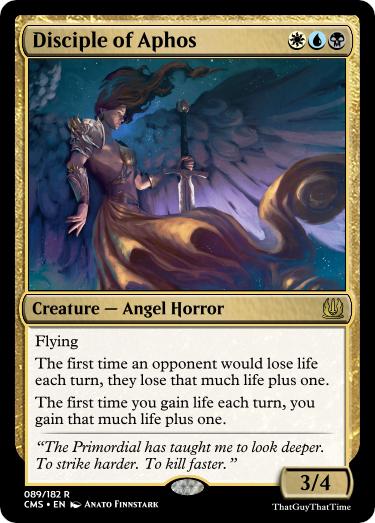 Disciple of Aphos
Creature — Angel Horror
Flying
The first time an opponent would lose life
each turn, they lose that much life plus one.
The first time you gain life each turn, you
gain that much life plus one.
“The Primordial has taught me to look deeper.
To strike harder. To kill faster.”
3/4
089/182 R
CMS • EN Anato Finnstark
ThatGuyThatTime